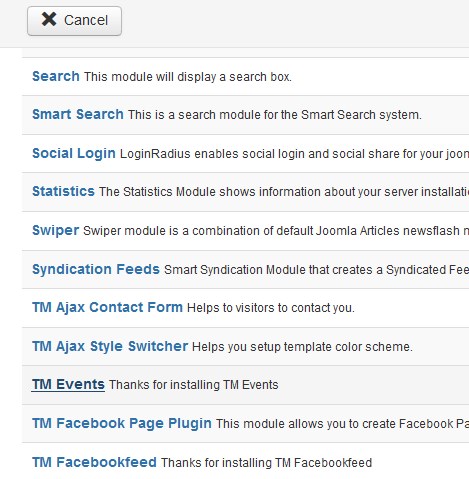 Cancel
Search This module will display a search box.
Smart Search This is a search module for the Smart Search system.
Social Login LoginRadius enables social login and social share for your joom
Statistics The Statistics Module shows information about your server installati
Swiper Swiper module is a combination of default Joomla Articles newsflash
Syndication Feeds Smart Syndication Module that creates a Syndicated Fee
TM Ajax Contact Form Helps to visitors to contact you.
TM Ajax Style Switcher Helps you setup template color scheme.
TM Events Thanks for installing TM Events
TM Facebook Page Plugin This module allows you to create Facebook Pa
TM Facebookfeed Thanks for installing TM Facebookfeed